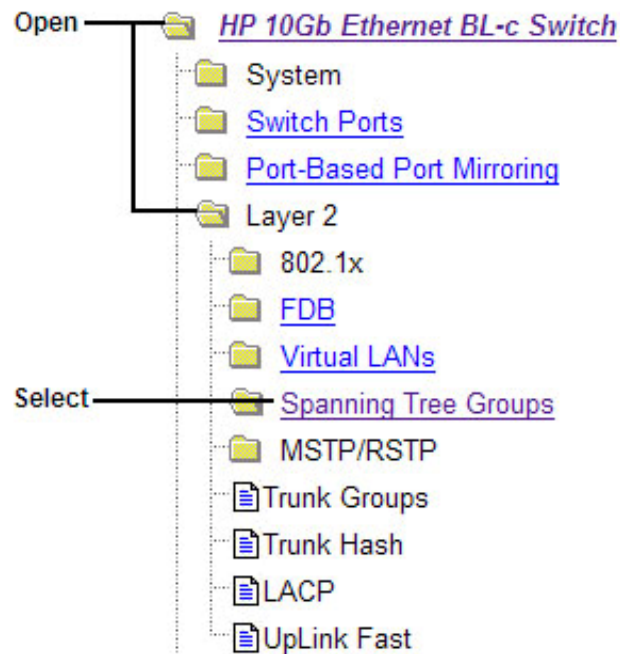 Open HP 10Gb Ethernet BL-c Switch
System
Switch Ports
Port-Based Port Mirroring
Layer 2
802.1x
FDB
Virtual LANs
Select Spanning Tree Groups
MSTP/RSTP
Trunk Groups
Trunk Hash
LACP
UpLink Fast